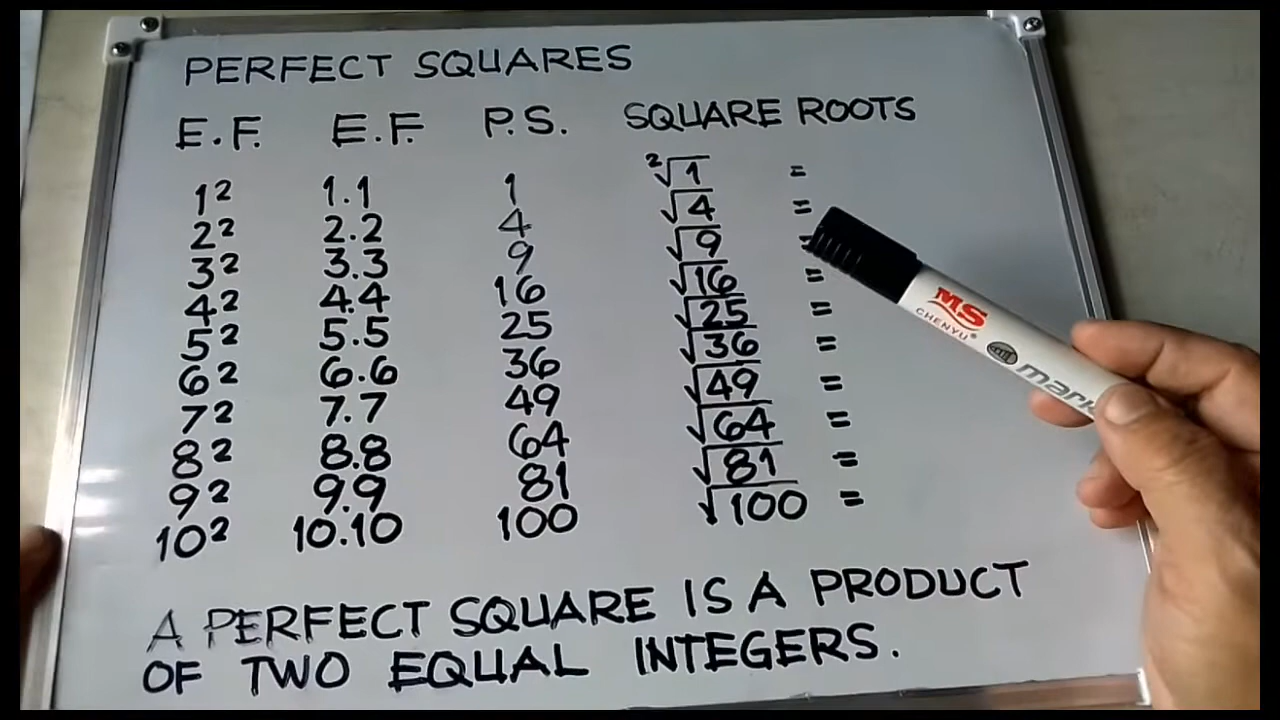 PERFECT SQUARES
E.F. E.F. P.S. SQUARE ROOTS
1² 1.1 1 ²√1 =
2² 2.2 4 √4 =
3² 3.3 9 √9 =
4² 4.4 16 √16 =
5² 5.5 25 √25 =
6² 6.6 36 √36 =
7² 7.7 49 √49 =
8² 8.8 64 √64 =
9² 9.9 81 √81 =
10² 10.10 100 √100 =
A PERFECT SQUARE IS A PRODUCT
OF TWO EQUAL INTEGERS.
MS
CHENYU®
mark